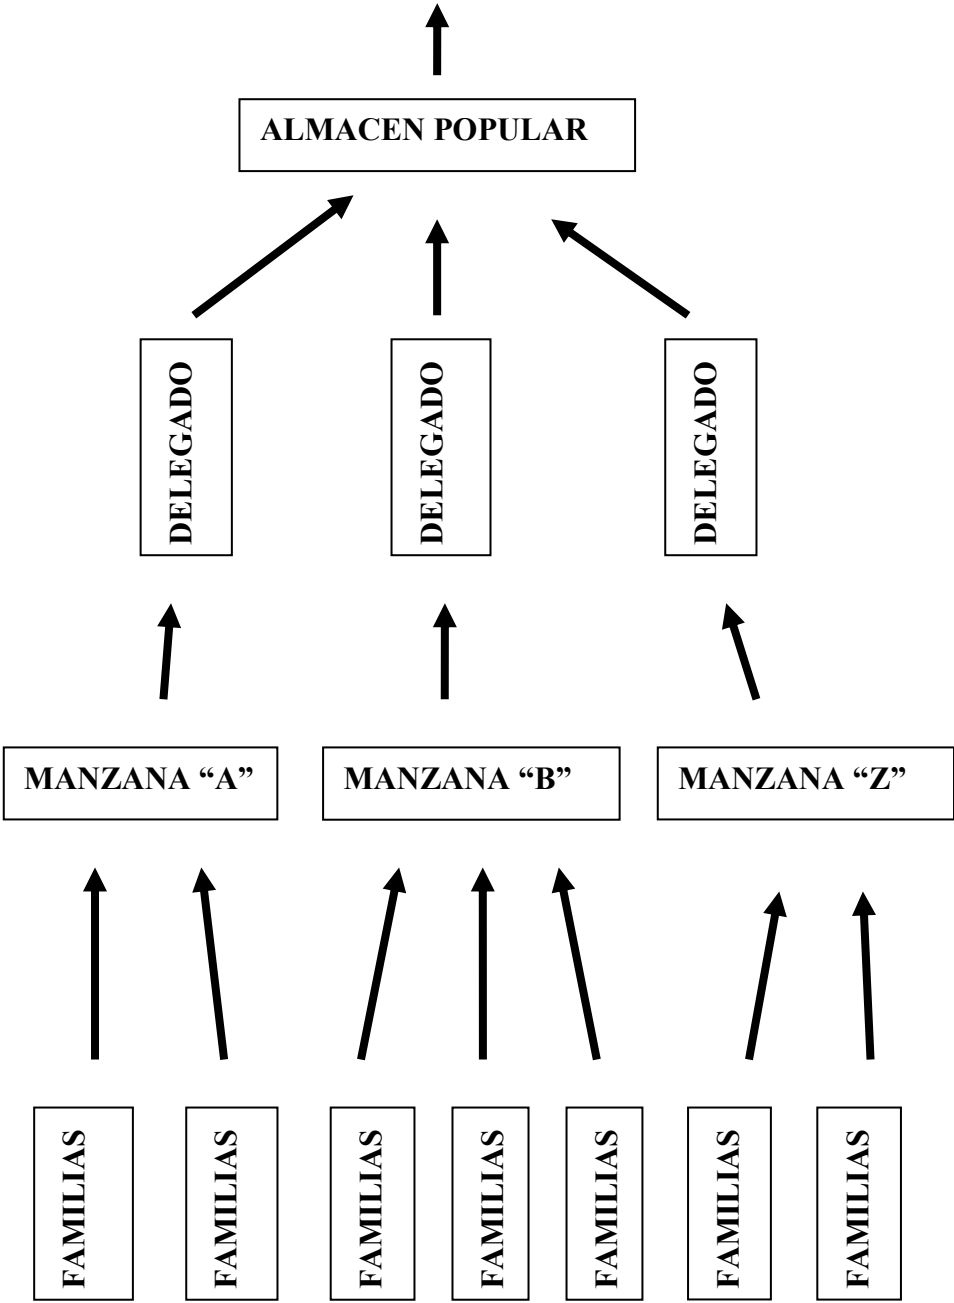 ALMACEN POPULAR
DELEGADO
DELEGADO
DELEGADO
MANZANA “A”
MANZANA “B”
MANZANA “Z”
FAMILIAS
FAMILIAS
FAMILIAS
FAMILIAS
FAMILIAS
FAMILIAS
FAMILIAS